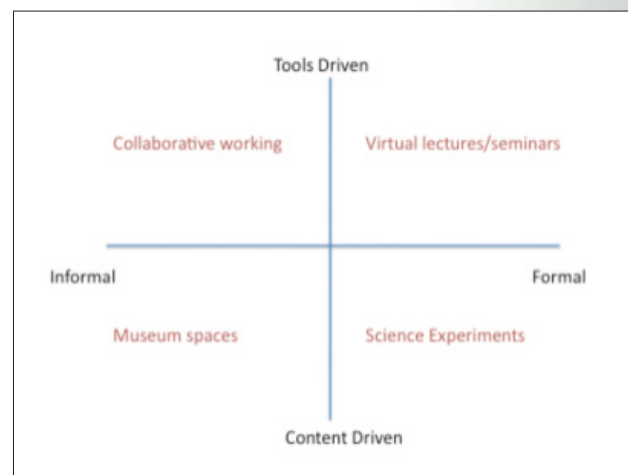 Tools Driven
Collaborative working
Virtual lectures/seminars
Informal
Formal
Museum spaces
Science Experiments
Content Driven